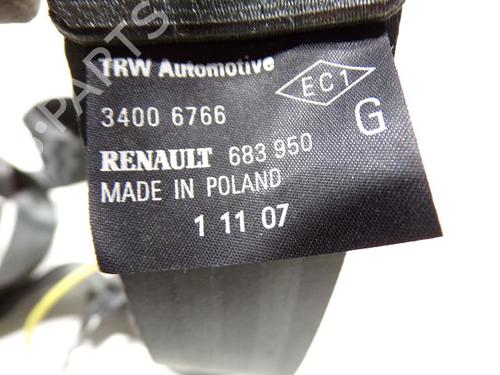 TRW Automotive
EC1
3400 6766
G
RENAULT 683 950
MADE IN POLAND
1 11 07